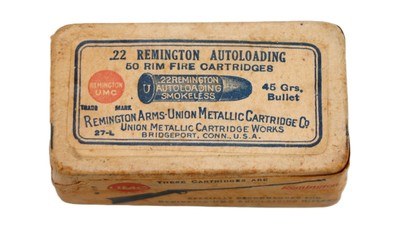 .22 REMINGTON AUTOLOADING
50 RIM FIRE CARTRIDGES
REMINGTON
UMC
TRADE MARK
27-L
.22 REMINGTON
U AUTOLOADING
SMOKELESS
45 Grs.
Bullet
REMINGTON ARMS-UNION METALLIC CARTRIDGE CO
UNION METALLIC CARTRIDGE WORKS
BRIDGEPORT, CONN., U.S.A.
THESE CARTRIDGES ARE